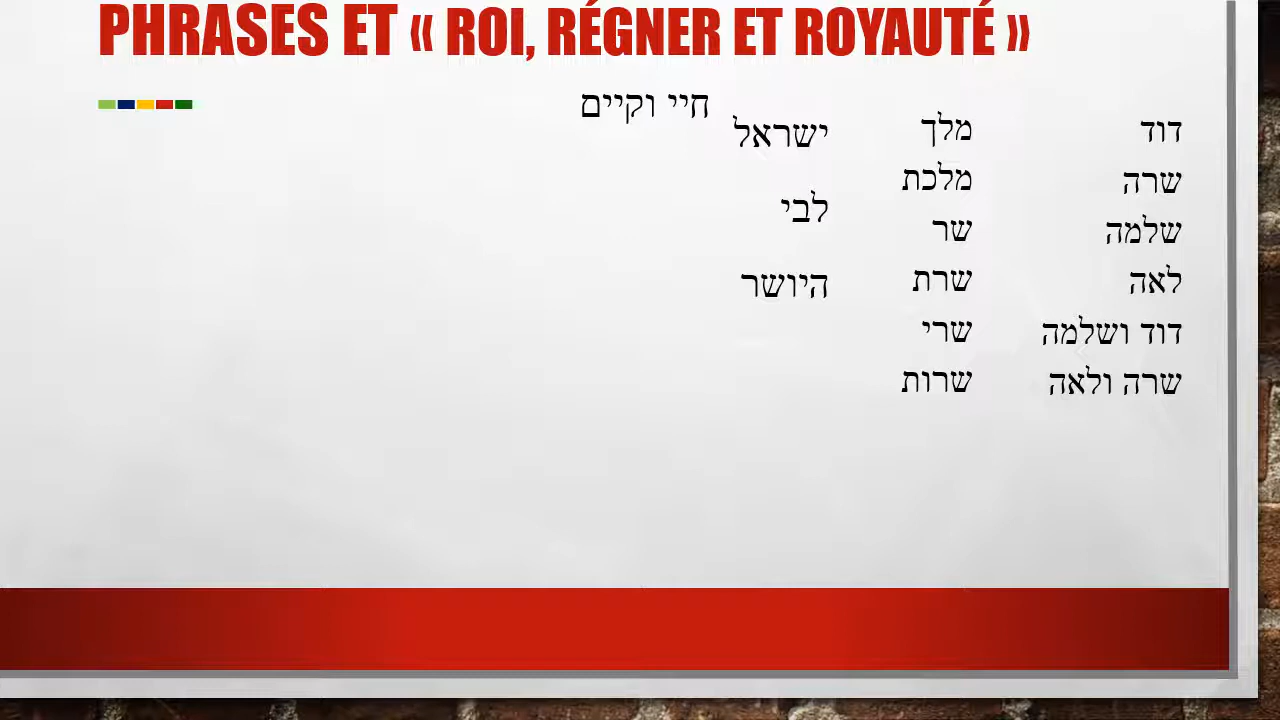 PHRASES ET « ROI, RÉGNER ET ROYAUTÉ »
דוד
שרה
שלמה
לאה
דוד ושלמה
שרה ולאה
מלך
מלכת
שר
שרת
שרי
שרות
ישראל
לבי
היושר
חיי וקיים